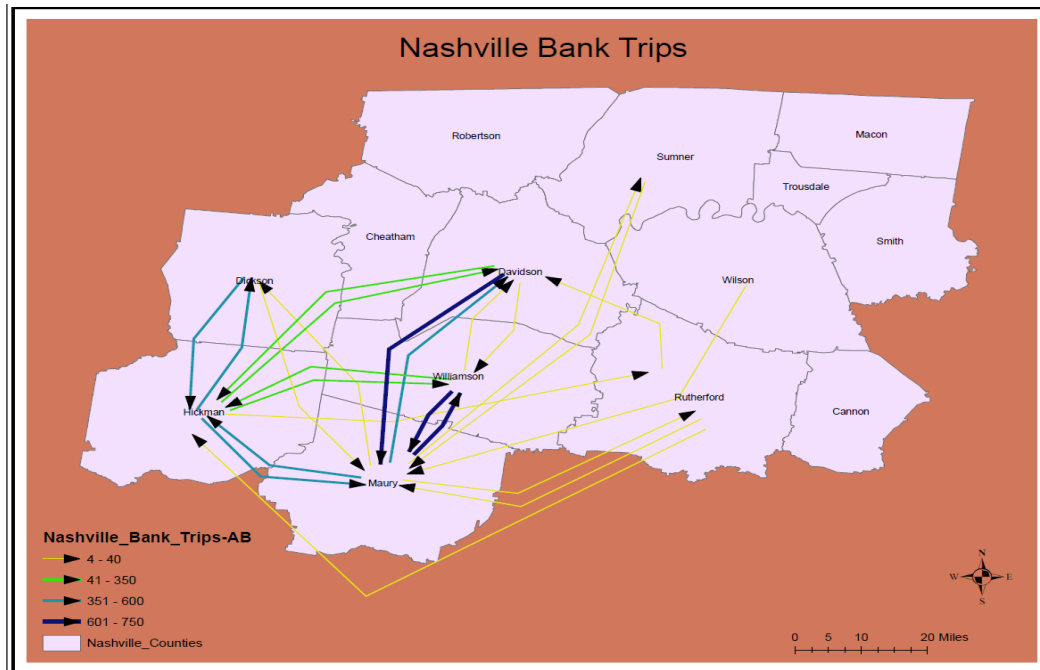 Nashville Bank Trips
Robertson
Macon
Sumner
Trousdale
Cheatham
Smith
Dickson
Davidson
Wilson
Williamson
Rutherford
Hickman
Cannon
Maury
Nashville_Bank_Trips-AB
4 - 40
41 - 350
351 - 600
601 - 750
Nashville_Counties
N
W E
S
0 5 10 20 Miles